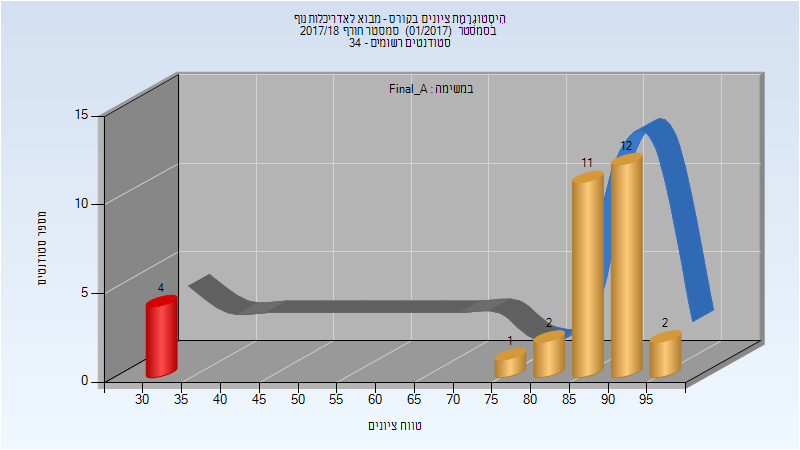 היסטוגרמת ציונים בקורס - מבוא לאדריכלות נוף
בסמסטר (01/2017) סמסטר חורף 2017/18
סטודנטים רשומים - 34
במשימה : Final_A
15
10
5
0
מספר סטודנטים
4
1
2
11
12
2
30 35 40 45 50 55 60 65 70 75 80 85 90 95
טווח ציונים